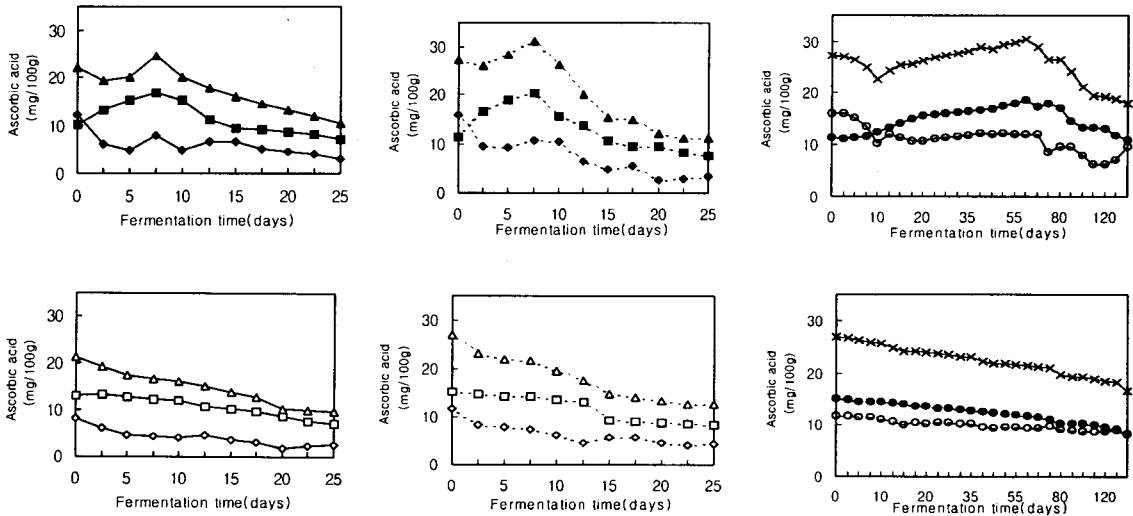 Ascorbic acid
(mg/100g)
30
20
10
0
0 5 10 15 20 25
Fermentation time(days)
Ascorbic acid
(mg/100g)
30
20
10
0
0 5 10 15 20 25
Fermentation time(days)
Ascorbic acid
(mg/100g)
30
20
10
0
0 10 20 35 55 80 120
Fermentation time(days)
Ascorbic acid
(mg/100g)
30
20
10
0
0 5 10 15 20 25
Fermentation time(days)
Ascorbic acid
(mg/100g)
30
20
10
0
0 5 10 15 20 25
Fermentation time(days)
Ascorbic acid
(mg/100g)
30
20
10
0
0 10 20 35 55 80 120
Fermentation time(days)